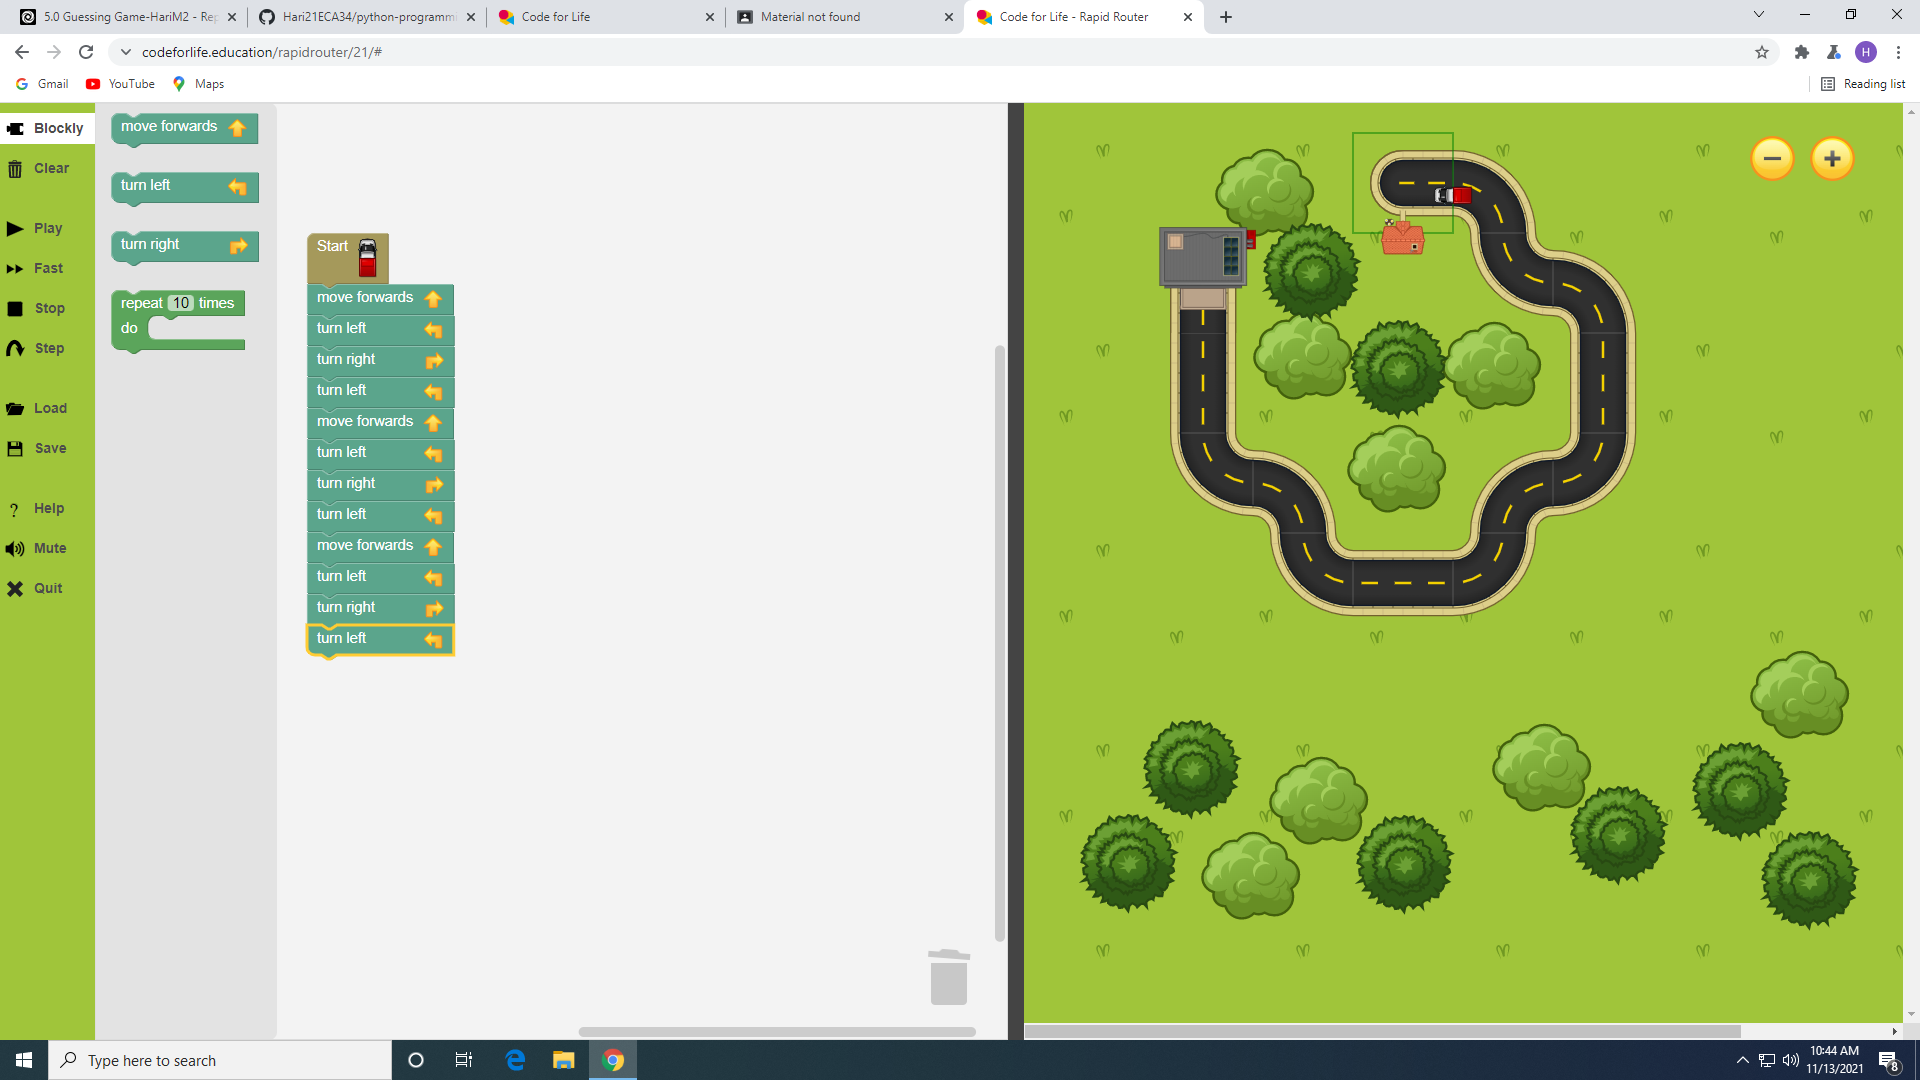 5.0 Guessing Game-HariM2 - Rep
Hari21ECA34/python-programmi
Code for Life
Material not found
Code for Life - Rapid Router
codeforlife.education/rapidrouter/21/#
H
Gmail
YouTube
Maps
Reading list
Blockly
Clear
Play
Fast
Stop
Step
Load
Save
? Help
Mute
Quit
move forwards
turn left
turn right
repeat 10 times
do
Start
move forwards
turn left
turn right
turn left
move forwards
turn left
turn right
turn left
move forwards
turn left
turn right
turn left
Type here to search
10:44 AM
11/13/2021
8